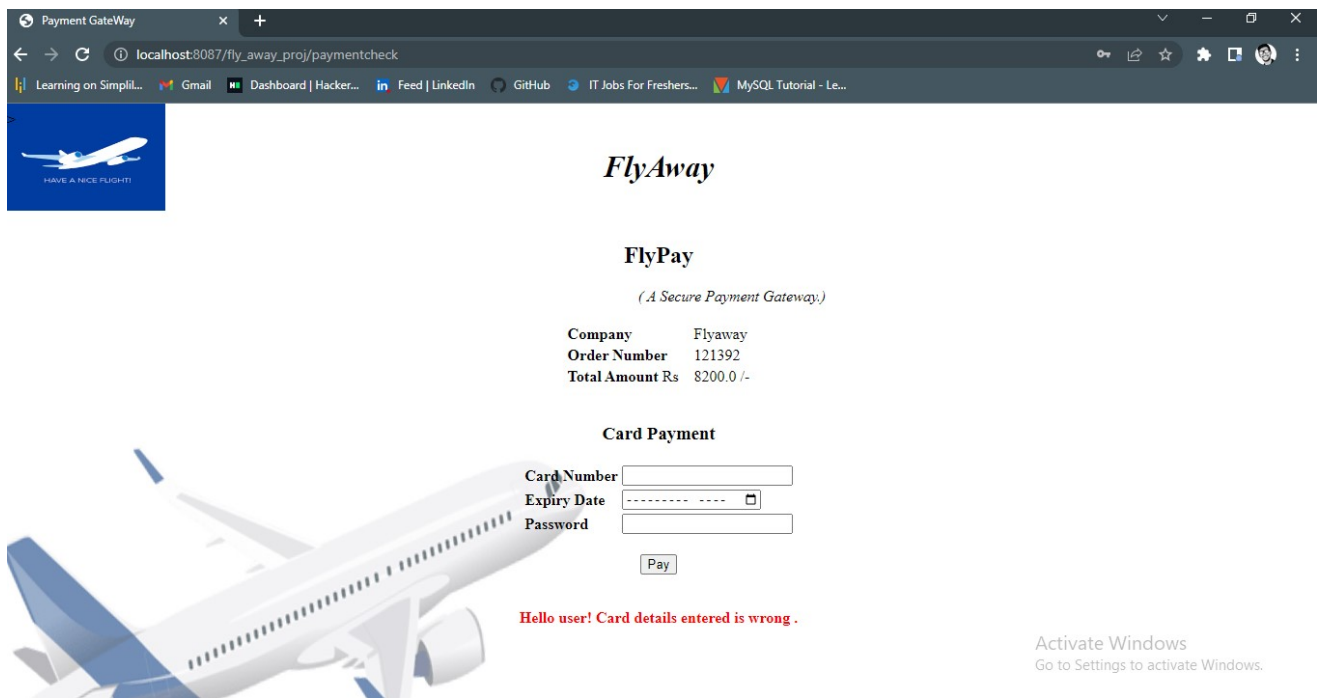 Payment GateWay
localhost:8087/fly_away_proj/paymentcheck
Learning on Simplil... Gmail Dashboard | Hacker... Feed | LinkedIn GitHub IT Jobs For Freshers... MySQL Tutorial - Le...
>
HAVE A NICE FLIGHT!
FlyAway
FlyPay
( A Secure Payment Gateway.)
Company Flyaway
Order Number 121392
Total Amount Rs 8200.0 /-
Card Payment
Card Number
Expiry Date --------- ----
Password
Pay
Hello user! Card details entered is wrong .
Activate Windows
Go to Settings to activate Windows.